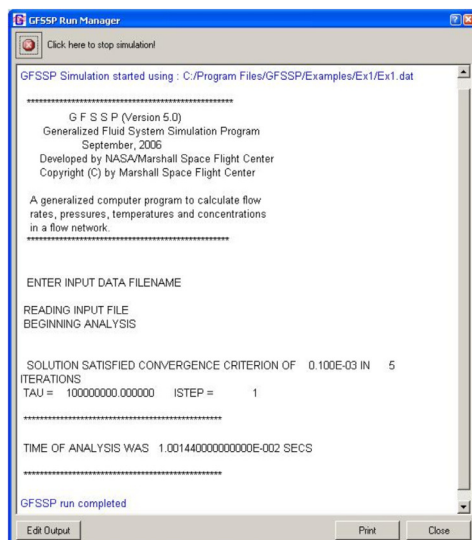 GFSSP Run Manager
Click here to stop simulation!
GFSSP Simulation started using : C:/Program Files/GFSSP/Examples/Ex1/Ex1.dat
**************************************************
G F S S P (Version 5.0)
Generalized Fluid System Simulation Program
September, 2006
Developed by NASA/Marshall Space Flight Center
Copyright (C) by Marshall Space Flight Center
A generalized computer program to calculate flow
rates, pressures, temperatures and concentrations
in a flow network.
**************************************************
ENTER INPUT DATA FILENAME
READING INPUT FILE
BEGINNING ANALYSIS
SOLUTION SATISFIED CONVERGENCE CRITERION OF 0.100E-03 IN 5
ITERATIONS
TAU = 100000000.000000 ISTEP = 1
************************************************
TIME OF ANALYSIS WAS 1.001440000000000E-002 SECS
************************************************
GFSSP run completed
Edit Output Print Close